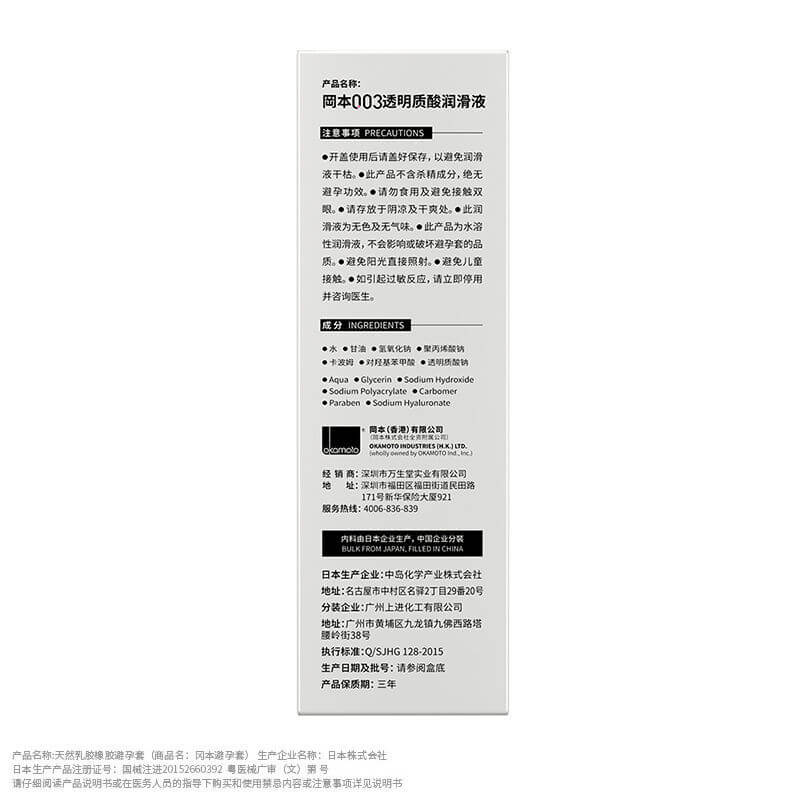 产品名称:
岡本003透明质酸润滑液
注意事项 PRECAUTIONS
●开盖使用后请盖好保存，以避免润滑
液干枯。●此产品不含杀精成分，绝无
避孕功效。●请勿食用及避免接触双
眼。●请存放于阴凉及干爽处。●此润
滑液为无色及无气味。●此产品为水溶
性润滑液，不会影响或破坏避孕套的品
质。●避免阳光直接照射。●避免儿童
接触。●如引起过敏反应，请立即停用
并咨询医生。
成分 INGREDIENTS
●水 ●甘油 ●氢氧化钠 ●聚丙烯酸钠
●卡波姆 ●对羟基苯甲酸 ●透明质酸钠
●Aqua ●Glycerin ●Sodium Hydroxide
●Sodium Polyacrylate ●Carbomer
●Paraben ●Sodium Hyaluronate
okamoto ®
岡本(香港)有限公司
(岡本株式会社全资附属公司)
OKAMOTO INDUSTRIES (H.K.) LTD.
(wholly owned by OKAMOTO Ind., Inc.)
经销商：深圳市万生堂实业有限公司
地址：深圳市福田区福田街道民田路
171号新华保险大厦921
服务热线：4006-836-839
内料由日本企业生产，中国企业分装
BULK FROM JAPAN, FILLED IN CHINA
日本生产企业：中岛化学产业株式会社
地址：名古屋市中村区名驿2丁目29番20号
分装企业：广州上进化工有限公司
地址：广州市黄埔区九龙镇九佛西路塔
腰岭街38号
执行标准：Q/SJHG 128-2015
生产日期及批号：请参阅盒底
产品保质期：三年
产品名称:天然乳胶橡胶避孕套（商品名：冈本避孕套） 生产企业名称：日本株式会社
日本生产产品注册证号：国械注进20152660392 粤医械广审（文）第 号
请仔细阅读产品说明书或在医务人员的指导下购买和使用禁忌内容或注意事项详见说明书